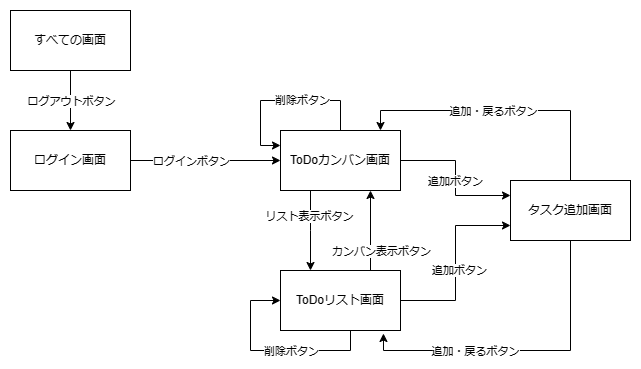 すべての画面
ログアウトボタン
ログイン画面
ログインボタン
削除ボタン
ToDoカンバン画面
追加・戻るボタン
追加ボタン
タスク追加画面
リスト表示ボタン
カンバン表示ボタン
追加ボタン
ToDoリスト画面
削除ボタン
追加・戻るボタン